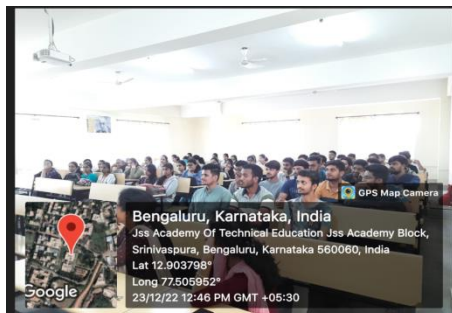 GPS Map Camera
Bengaluru, Karnataka, India
Jss Academy Of Technical Education Jss Academy Block,
Srinivaspura, Bengaluru, Karnataka 560060, India
Lat 12.903798°
Long 77.505952°
23/12/22 12:46 PM GMT +05:30
Google